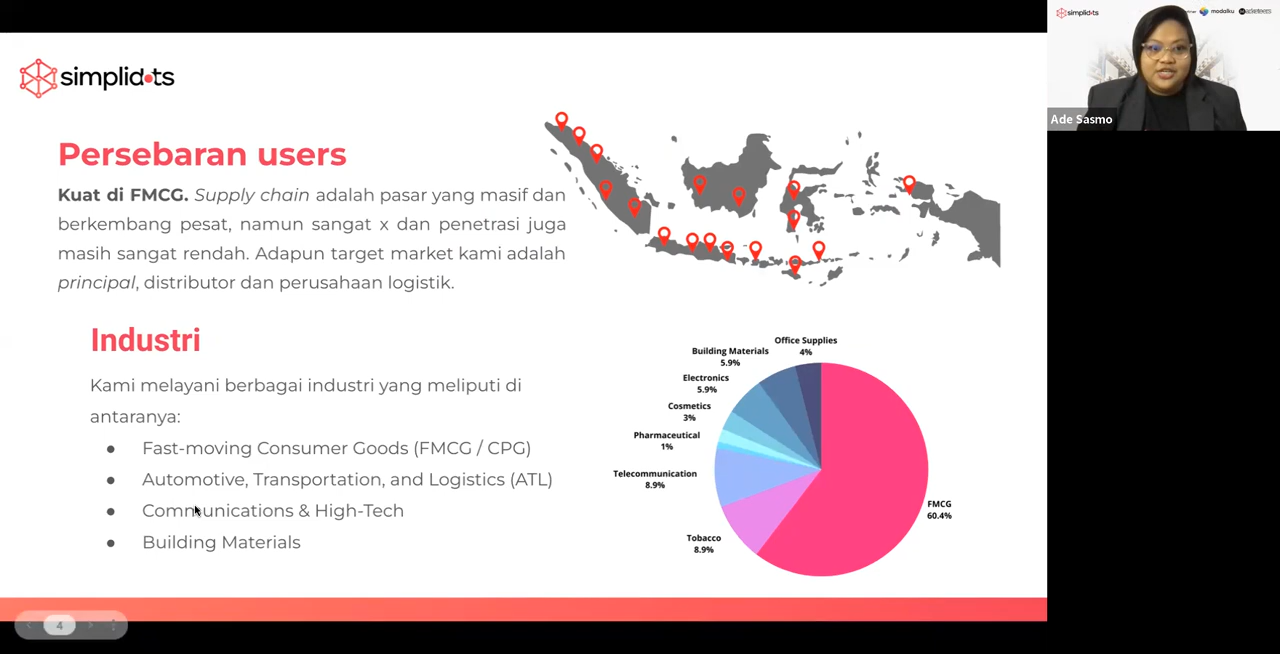 simplidots
Persebaran users
Kuat di FMCG. Supply chain adalah pasar yang masif dan
berkembang pesat, namun sangat x dan penetrasi juga
masih sangat rendah. Adapun target market kami adalah
principal, distributor dan perusahaan logistik.
Industri
Kami melayani berbagai industri yang meliputi di
antaranya:
● Fast-moving Consumer Goods (FMCG / CPG)
● Automotive, Transportation, and Logistics (ATL)
● Communications & High-Tech
● Building Materials
Office Supplies
4%
Building Materials
5.9%
Electronics
5.9%
Cosmetics
3%
Pharmaceutical
1%
Telecommunication
8.9%
Tobacco
8.9%
FMCG
60.4%
4
simplidots
modalku
Ade Sasmo